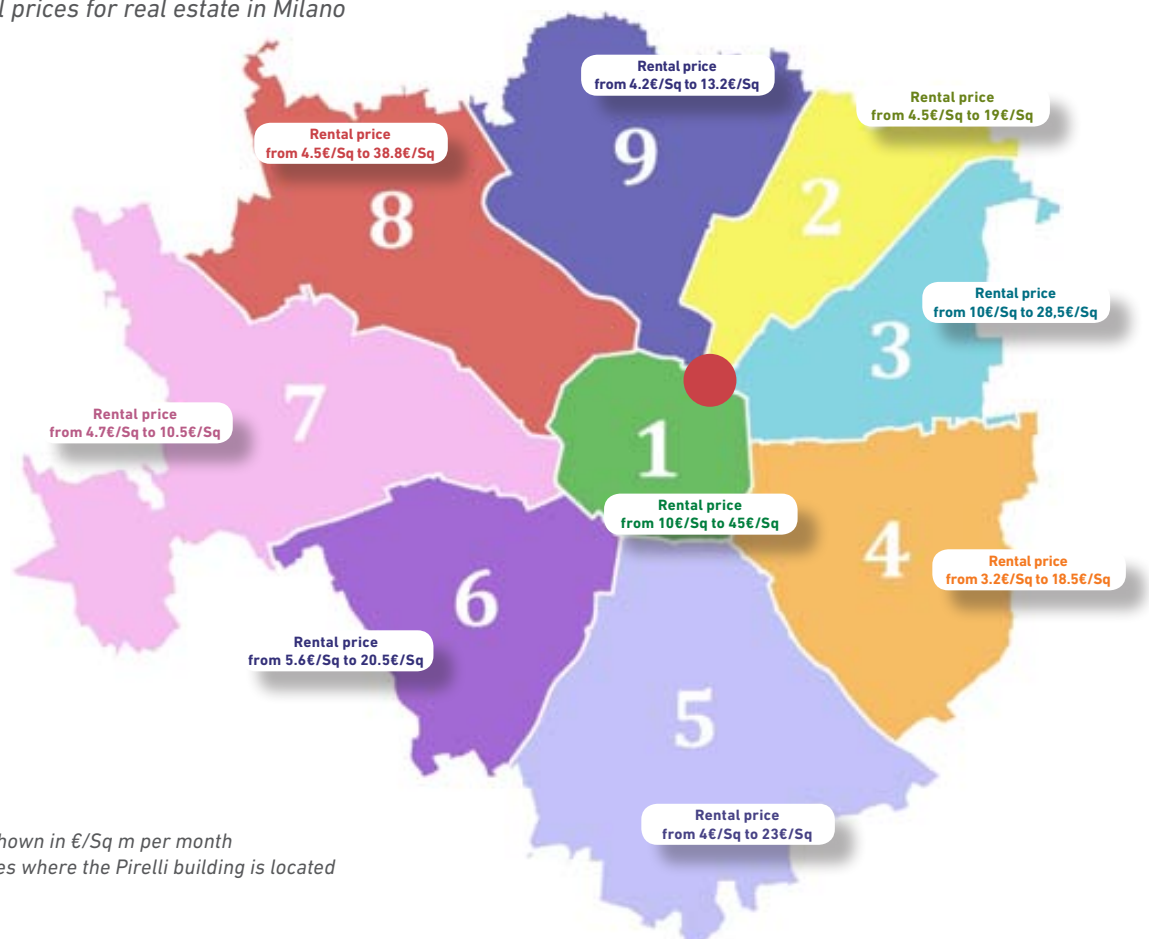 prices for real estate in Milano
Rental price
from 4.2€/Sq to 13.2€/Sq
9
Rental price
from 4.5€/Sq to 19€/Sq
2
Rental price
from 4.5€/Sq to 38.8€/Sq
8
Rental price
from 10€/Sq to 28,5€/Sq
3
Rental price
from 4.7€/Sq to 10.5€/Sq
7
1
Rental price
from 10€/Sq to 45€/Sq
4
Rental price
from 3.2€/Sq to 18.5€/Sq
6
Rental price
from 5.6€/Sq to 20.5€/Sq
5
Rental price
from 4€/Sq to 23€/Sq
hown in €/Sq m per month
es where the Pirelli building is located